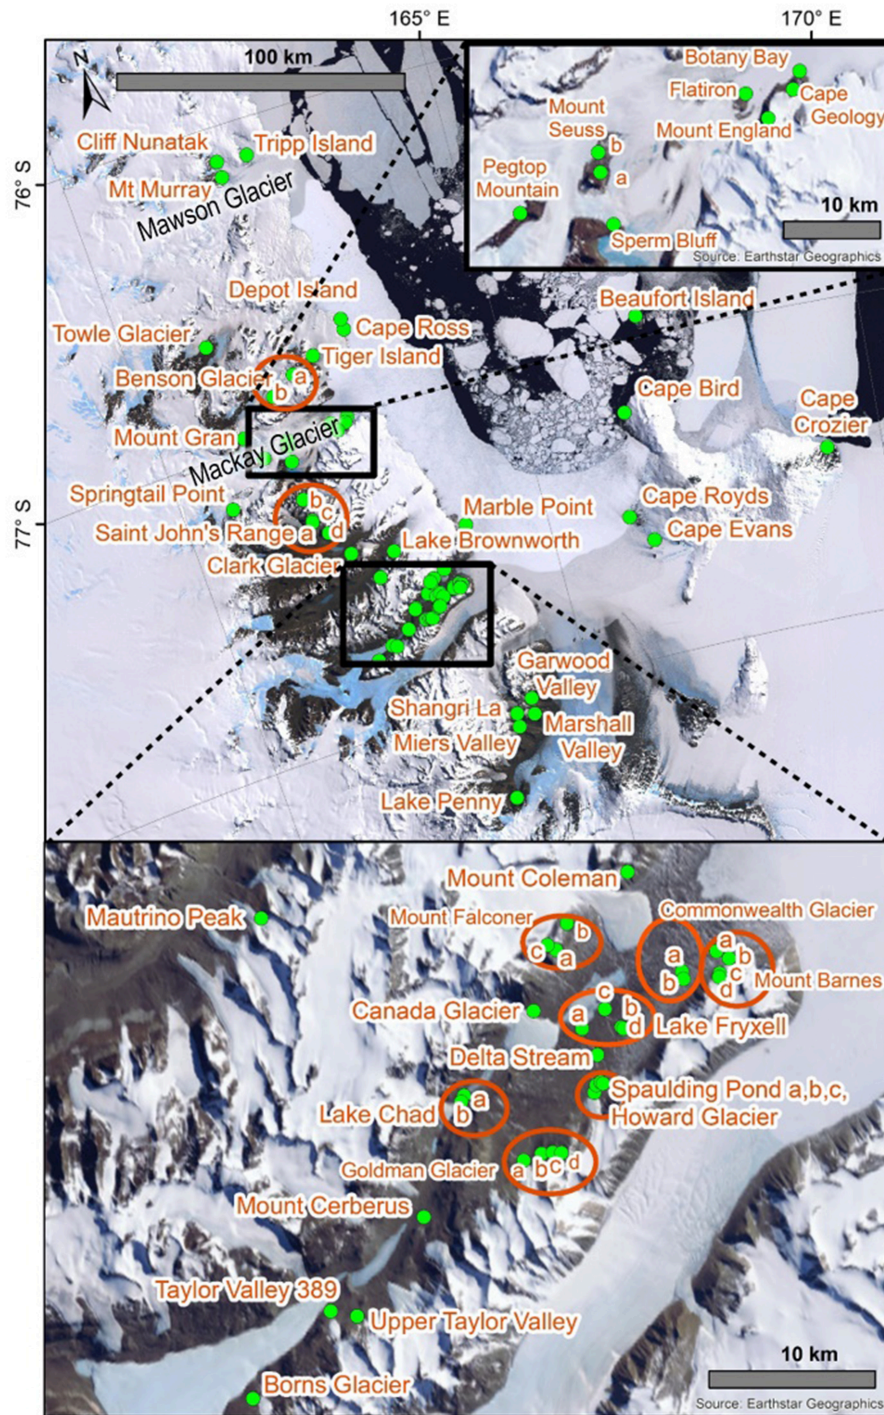 165° E
170° E
N
100 km
76° S
77° S
Cliff Nunatak
Tripp Island
Mt Murray
Mawson Glacier
Botany Bay
Flatiron
Cape
Geology
Mount
Seuss
b
a
Mount England
Pegtop
Mountain
Sperm Bluff
10 km
Source: Earthstar Geographics
Depot Island
Cape Ross
Towle Glacier
Tiger Island
Benson Glacier
a
b
Beaufort Island
Cape Bird
Cape
Crozier
Mount Gran
Mackay Glacier
Springtail Point
b
c
Saint John's Range a
d
Marble Point
Cape Royds
Cape Evans
Lake Brownworth
Clark Glacier
Garwood
Valley
Shangri La
Marshall
Valley
Miers Valley
Lake Penny
Mount Coleman
Mautrino Peak
Mount Falconer
b
c
a
Commonwealth Glacier
a
b
a
b
c
d
Mount Barnes
Canada Glacier
a
c
b
d
Lake Fryxell
Delta Stream
Spaulding Pond a,b,c,
Howard Glacier
Lake Chad
a
b
Goldman Glacier
a
b
c
d
Mount Cerberus
Taylor Valley 389
Upper Taylor Valley
Borns Glacier
10 km
Source: Earthstar Geographics